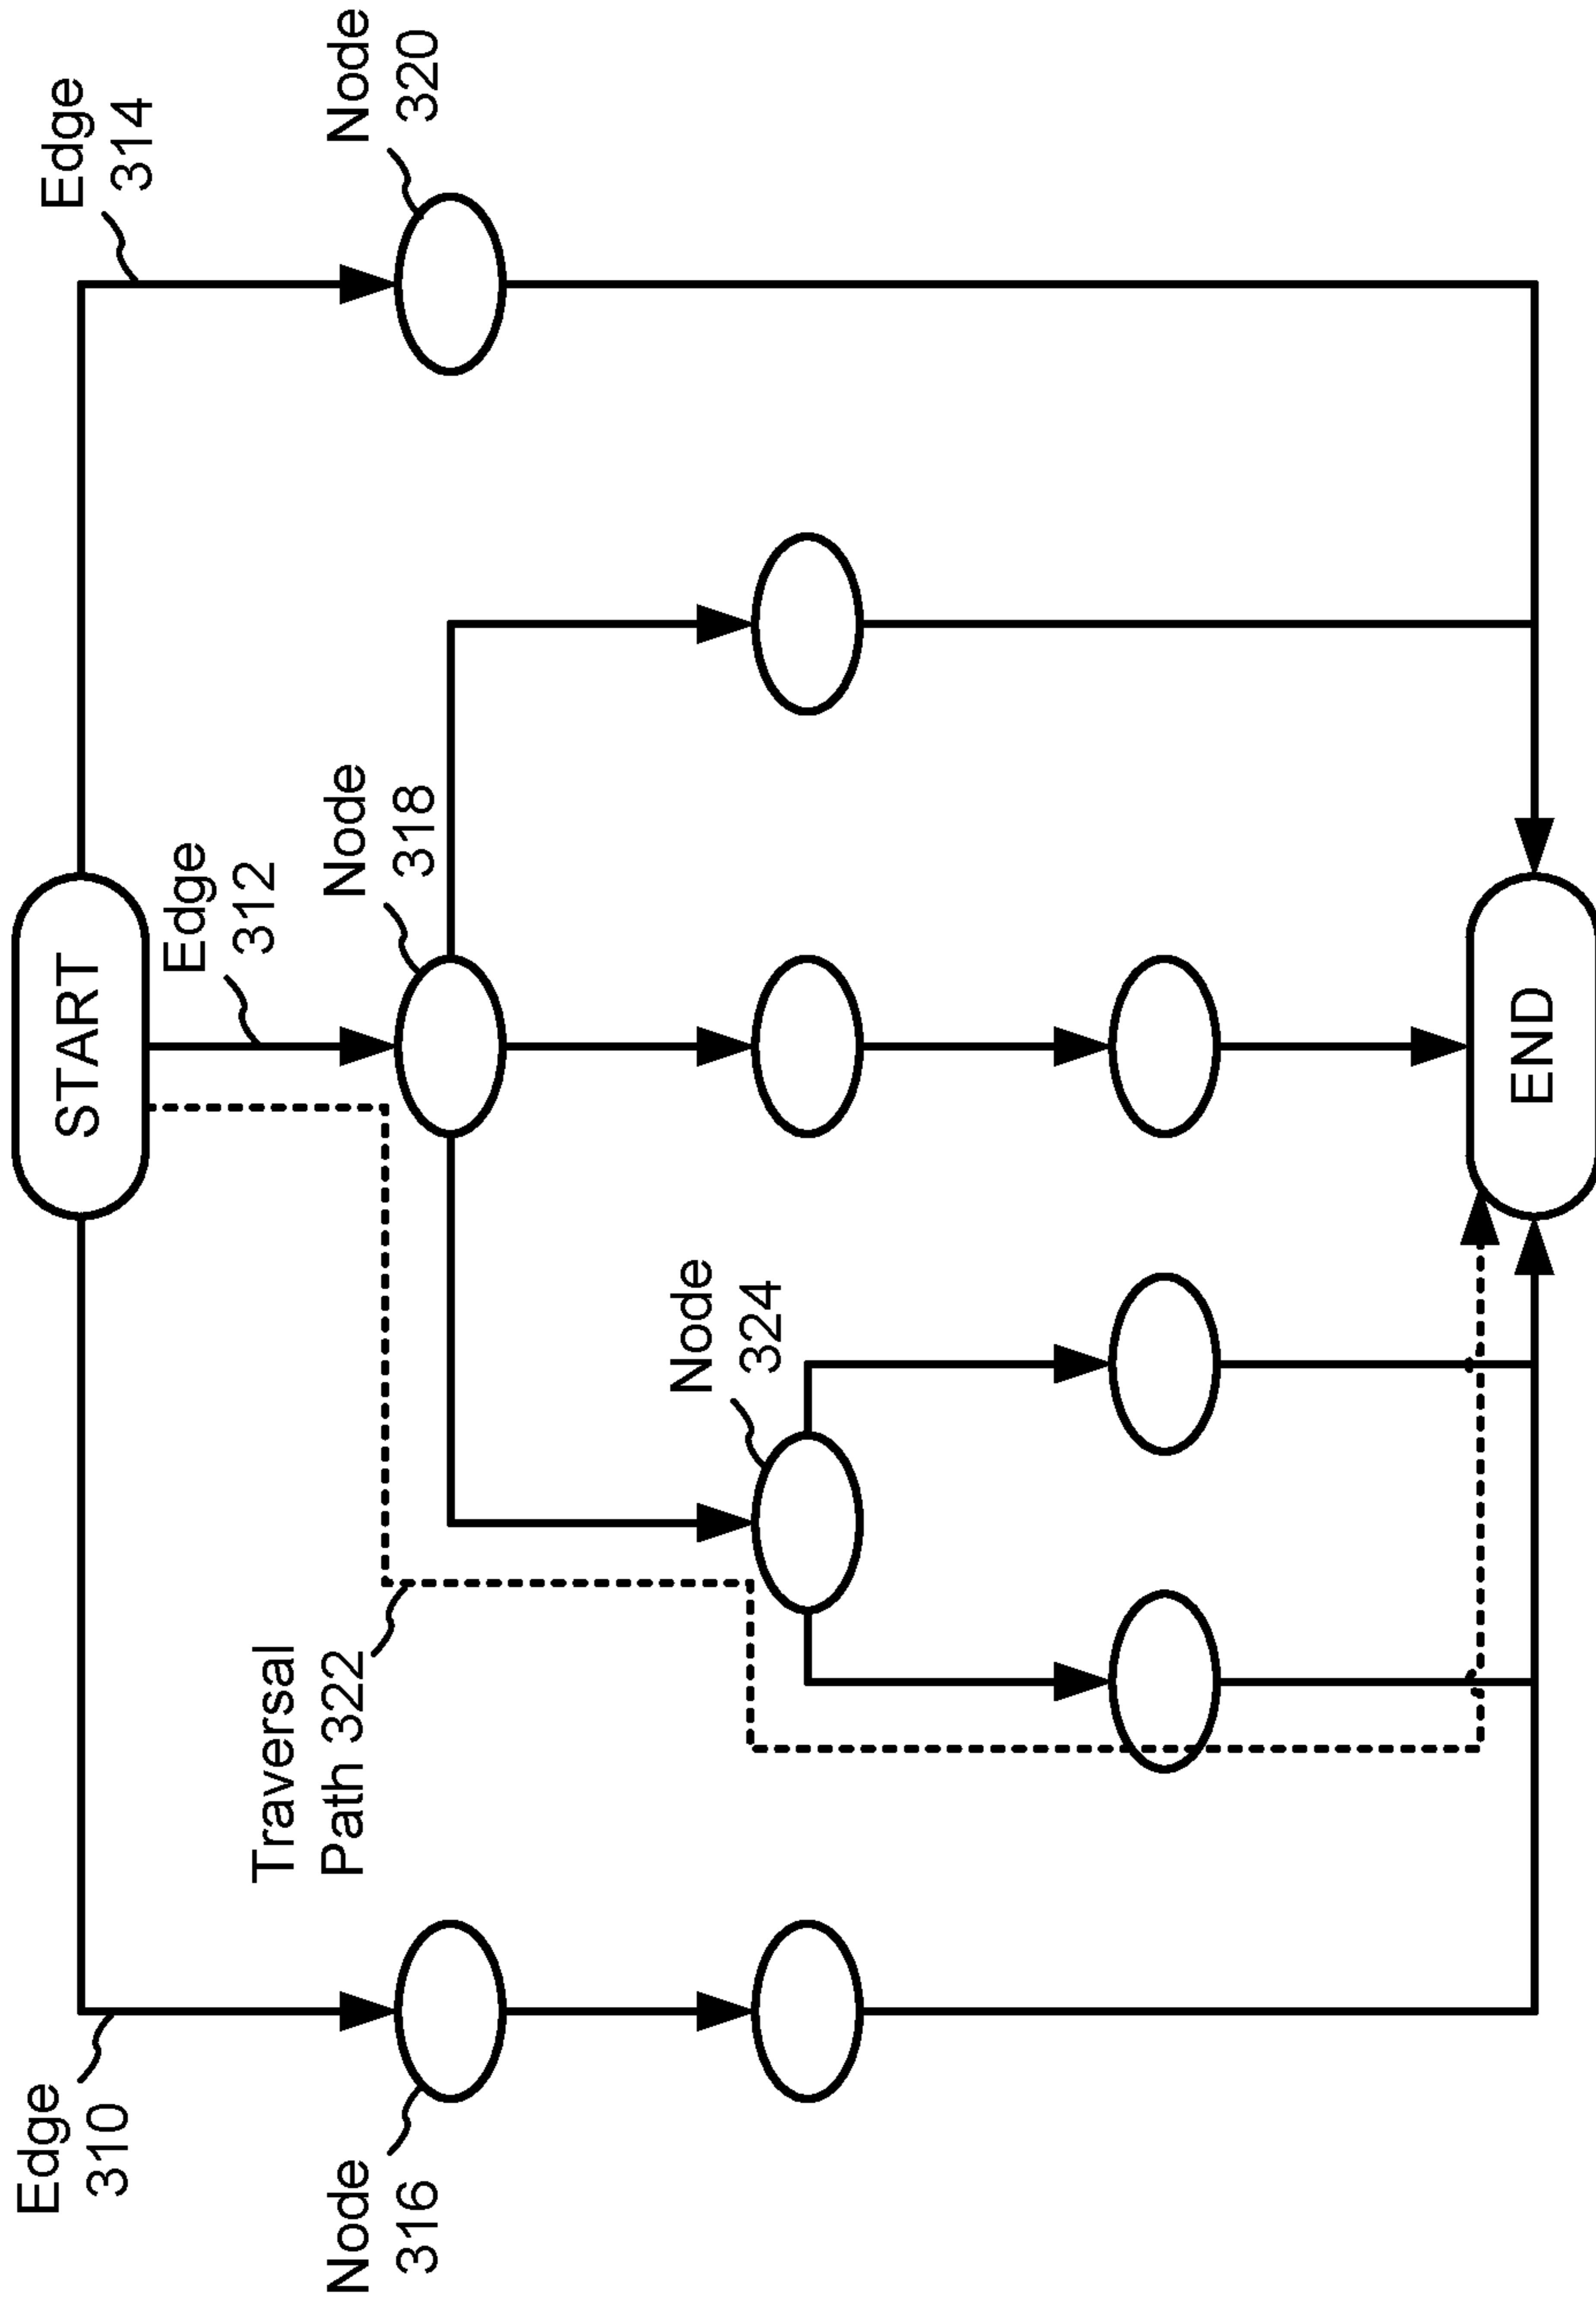 START
Edge
310
Edge
312
Edge
314
Node
316
Node
318
Node
320
Traversal
Path 322
Node
324
END